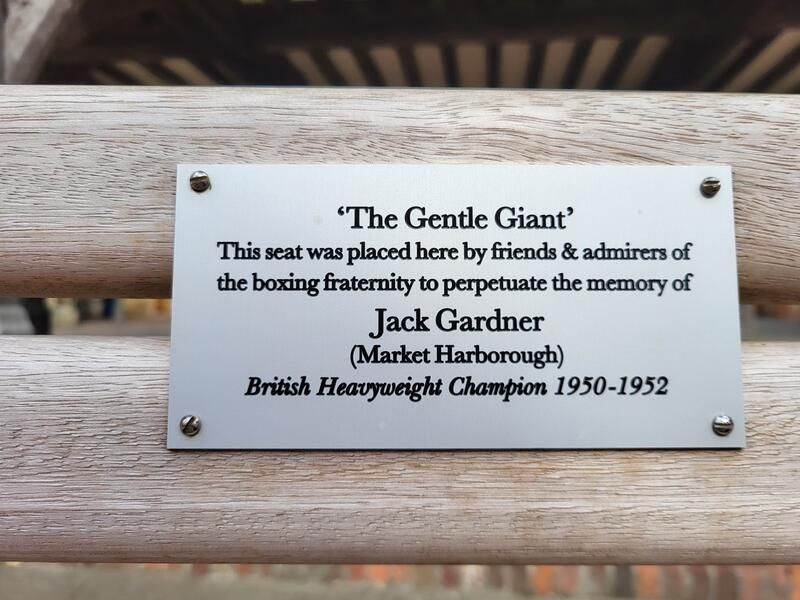 ‘The Gentle Giant’
This seat was placed here by friends & admirers of
the boxing fraternity to perpetuate the memory of
Jack Gardner
(Market Harborough)
British Heavyweight Champion 1950-1952